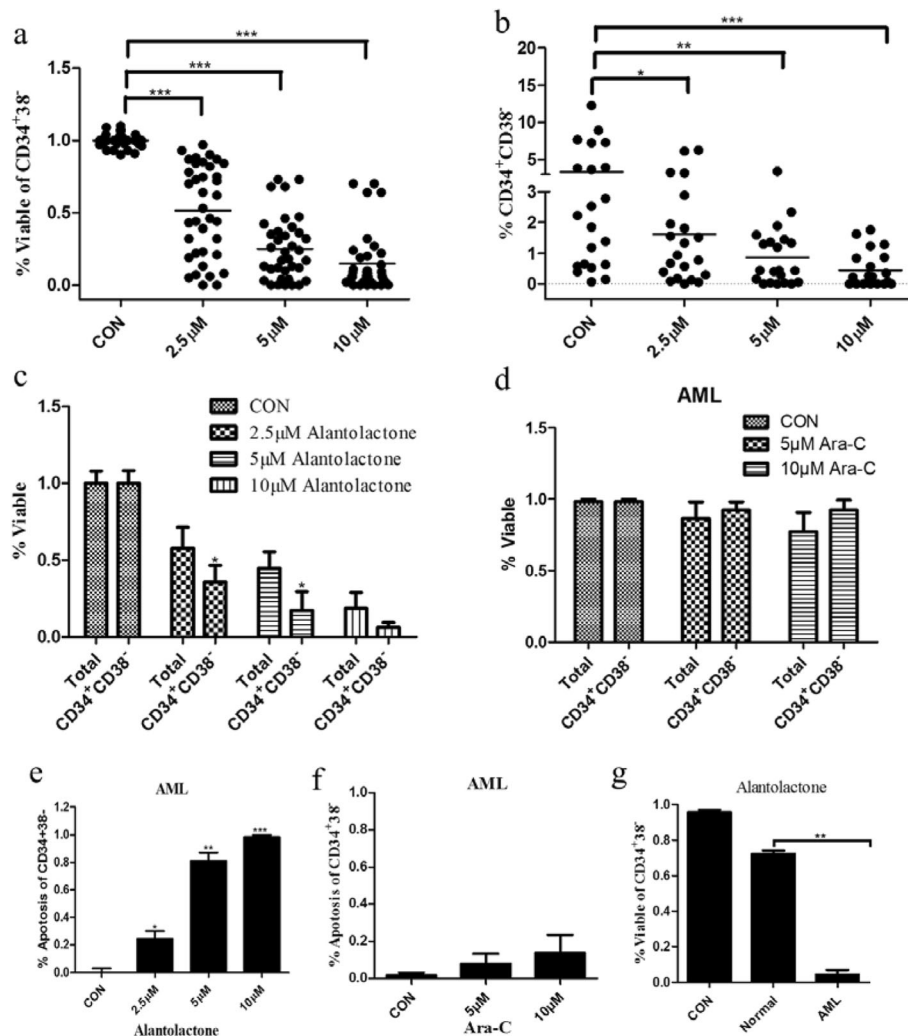 a
***
***
***
% Viable of CD34⁺38⁻
1.5
1.0
0.5
0.0
CON
2.5μM
5μM
10μM
b
***
**
*
% CD34⁺CD38⁻
20
15
10
5
2
1
0
CON
2.5μM
5μM
10μM
c
% Viable
1.5
1.0
0.5
0.0
CON
2.5μM Alantolactone
5μM Alantolactone
10μM Alantolactone
*
*
Total
CD34⁺CD38⁻
Total
CD34⁺CD38⁻
Total
CD34⁺CD38⁻
Total
CD34⁺CD38⁻
d
AML
% Viable
1.5
1.0
0.5
0.0
CON
5μM Ara-C
10μM Ara-C
Total
CD34⁺CD38⁻
Total
CD34⁺CD38⁻
Total
CD34⁺CD38⁻
e
AML
% Apotosis of CD34+38-
1.2
1.0
0.8
0.6
0.4
0.2
0.0
*
**
***
CON
2.5μM
5μM
10μM
Alantolactone
f
AML
% Apotosis of CD34⁺38⁻
1.0
0.8
0.6
0.4
0.2
0.0
CON
5μM
10μM
Ara-C
g
Alantolactone
% Viable of CD34⁺38⁻
1.0
0.8
0.6
0.4
0.2
0.0
**
CON
Normal
AML